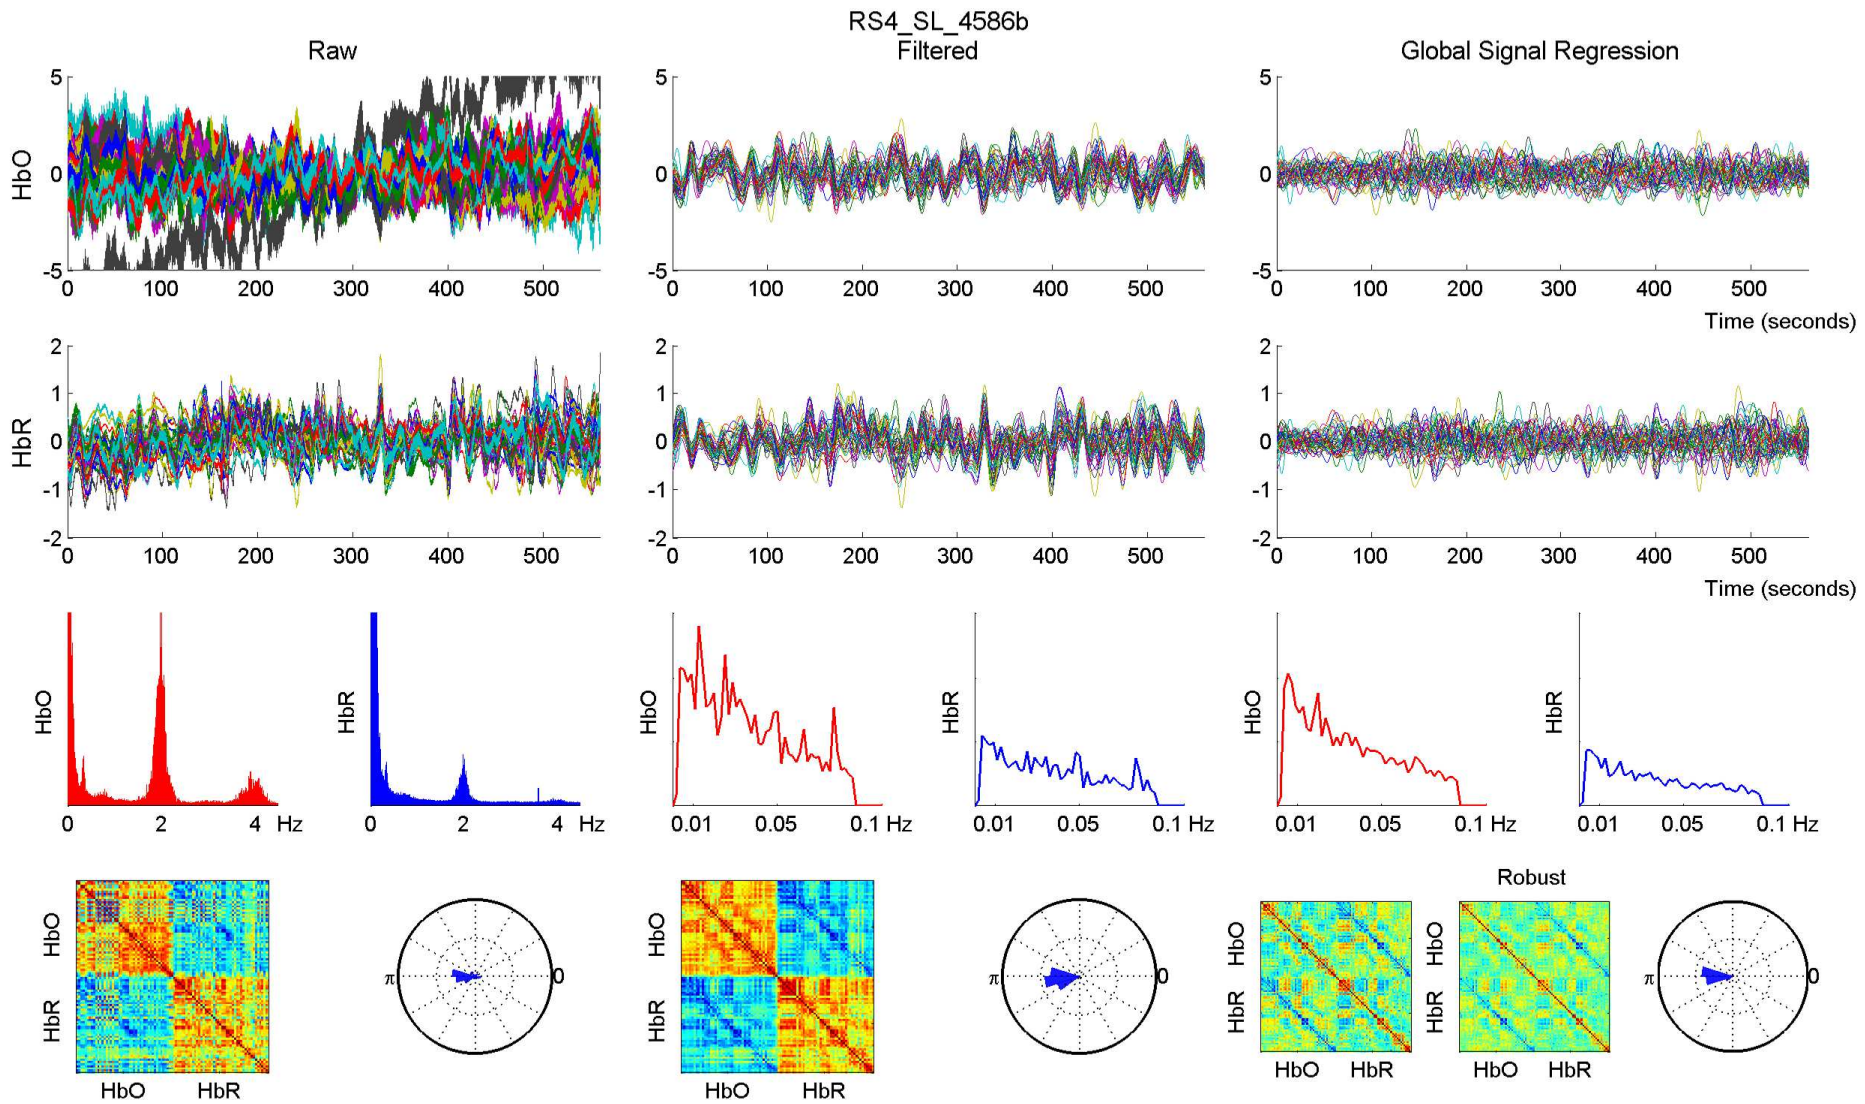 RS4_SL_4586b
Raw
Filtered
Global Signal Regression
HbO
5
0
-5
0 100 200 300 400 500
5
0
-5
0 100 200 300 400 500
5
0
-5
0 100 200 300 400 500
Time (seconds)
HbR
2
1
0
-1
-2
0 100 200 300 400 500
2
1
0
-1
-2
0 100 200 300 400 500
2
1
0
-1
-2
0 100 200 300 400 500
Time (seconds)
HbO
0 2 4 Hz
HbR
0 2 4 Hz
HbO
0.01 0.05 0.1 Hz
HbR
0.01 0.05 0.1 Hz
HbO
0.01 0.05 0.1 Hz
HbR
0.01 0.05 0.1 Hz
HbO
HbR
HbO HbR
π 0
HbO
HbR
HbO HbR
π 0
HbO
HbR
HbO HbR
Robust
HbO
HbR
HbO HbR
π 0